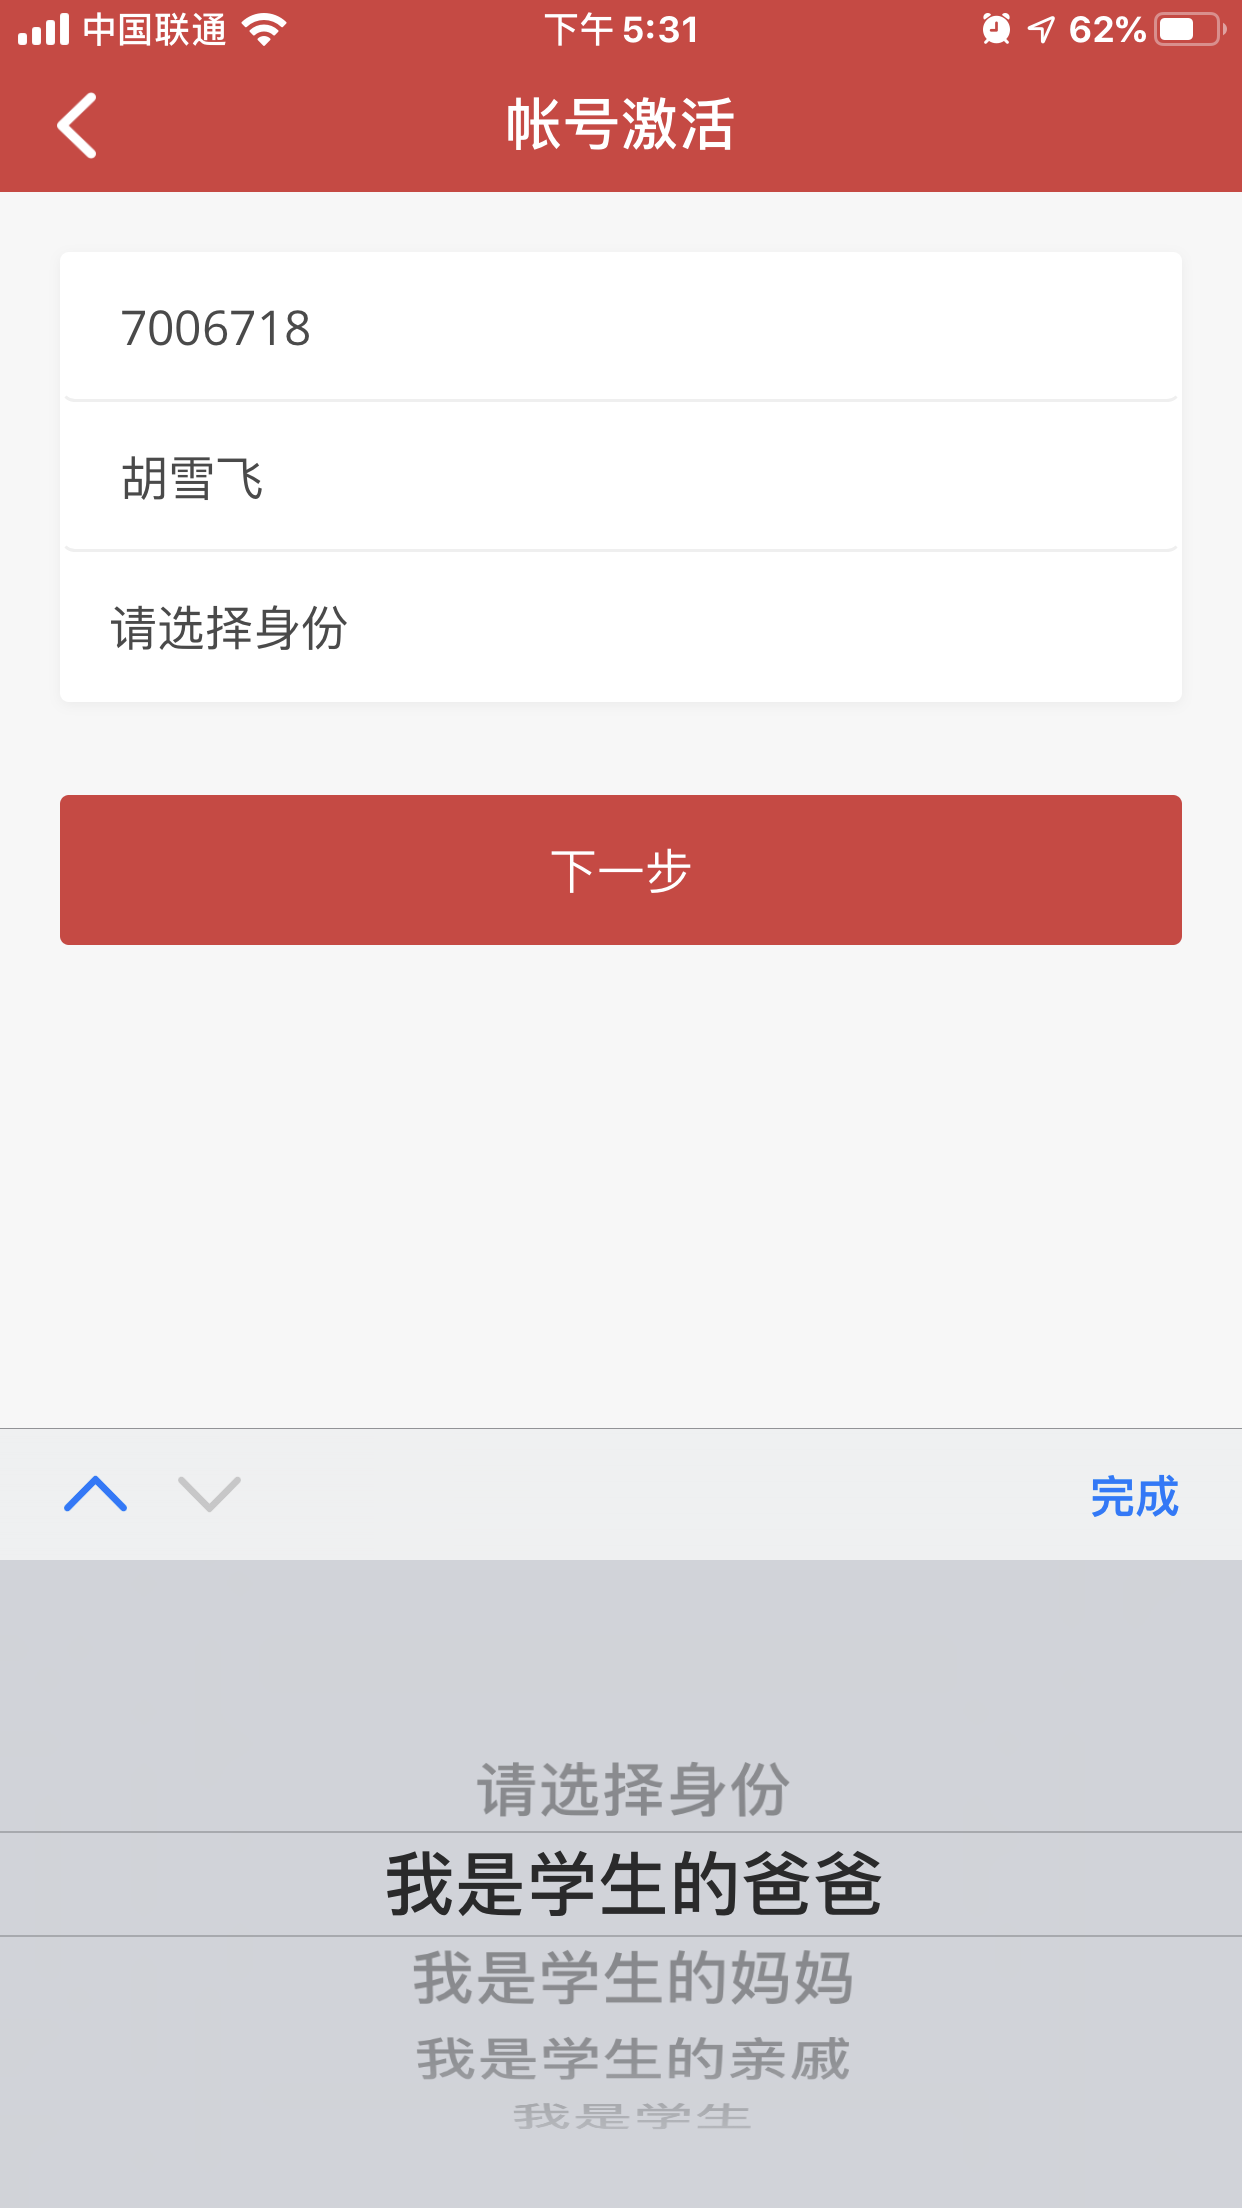 中国联通 下午 5:31 62%
帐号激活
7006718
胡雪飞
请选择身份
下一步
完成
请选择身份
我是学生的爸爸
我是学生的妈妈
我是学生的亲戚
我是学生